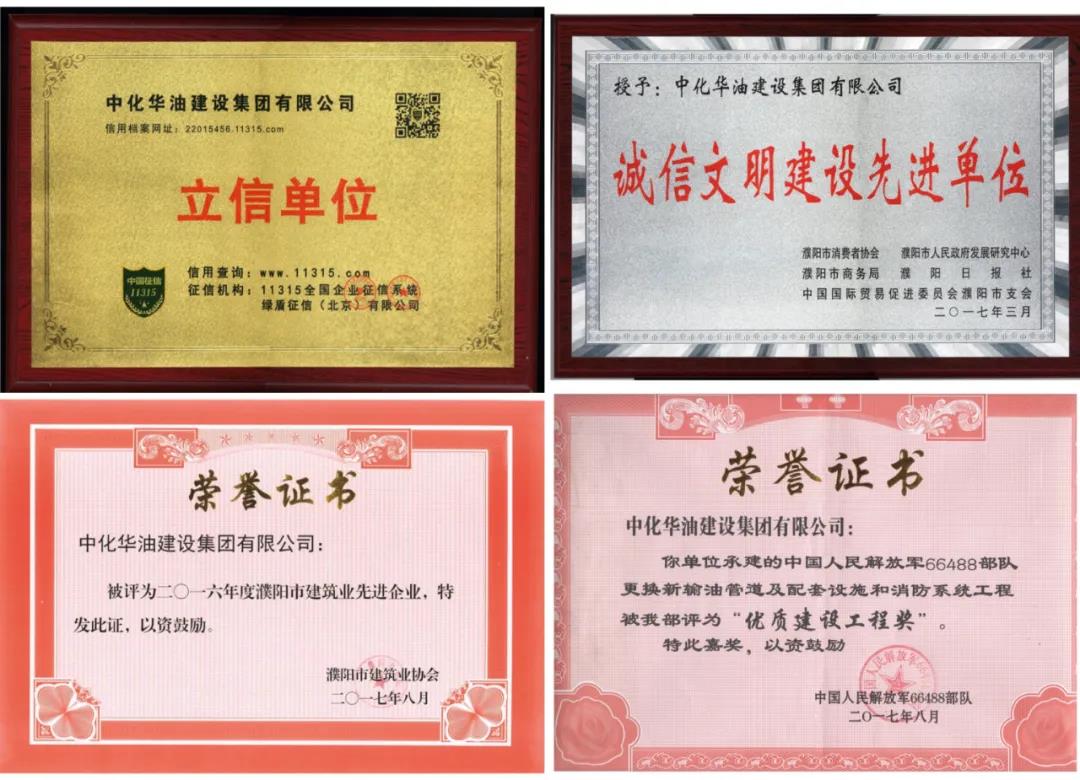 中化华油建设集团有限公司
信用档案网址：22015456.11315.com
立信单位
中国征信
11315
信用查询：www.11315.com
征信机构：11315全国企业征信系统
绿盾征信（北京）有限公司
授予：中化华油建设集团有限公司
诚信文明建设先进单位
濮阳市消费者协会 濮阳市人民政府发展研究中心
濮阳市商务局 濮阳日报社
中国国际贸易促进委员会濮阳市支会
二〇一七年三月
荣誉证书
中化华油建设集团有限公司：
被评为二〇一六年度濮阳市建筑业先进企业，特
发此证，以资鼓励。
濮阳市建筑业协会
二〇一七年八月
荣誉证书
中化华油建设集团有限公司：
你单位承建的中国人民解放军66488部队
更换新输油管道及配套设施和消防系统工程
被我部评为“优质建设工程奖”。
特此嘉奖，以资鼓励
中国人民解放军66488部队
二〇一七年八月